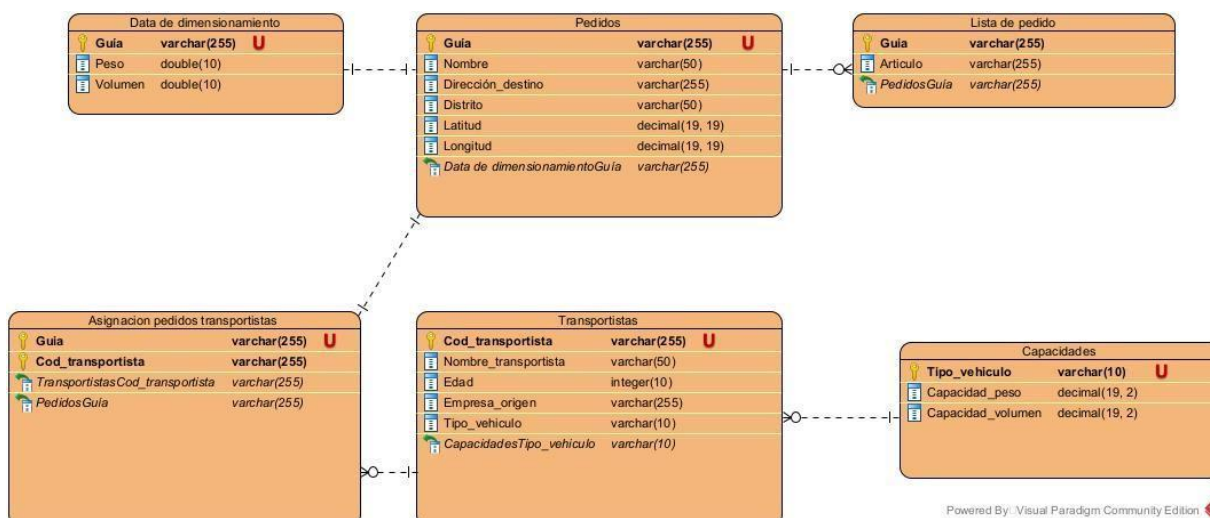 Data de dimensionamiento
Guía varchar(255) U
Peso double(10)
Volumen double(10)
Pedidos
Guía varchar(255) U
Nombre varchar(50)
Dirección_destino varchar(255)
Distrito varchar(50)
Latitud decimal(19, 19)
Longitud decimal(19, 19)
Data de dimensionamientoGuía varchar(255)
Lista de pedido
Guía varchar(255)
Articulo varchar(255)
PedidosGuía varchar(255)
Asignacion pedidos transportistas
Guia varchar(255) U
Cod_transportista varchar(255)
TransportistasCod_transportista varchar(255)
PedidosGuía varchar(255)
Transportistas
Cod_transportista varchar(255) U
Nombre_transportista varchar(50)
Edad integer(10)
Empresa_origen varchar(255)
Tipo_vehiculo varchar(10)
CapacidadesTipo_vehiculo varchar(10)
Capacidades
Tipo_vehiculo varchar(10) U
Capacidad_peso decimal(19, 2)
Capacidad_volumen decimal(19, 2)
Powered By Visual Paradigm Community Edition